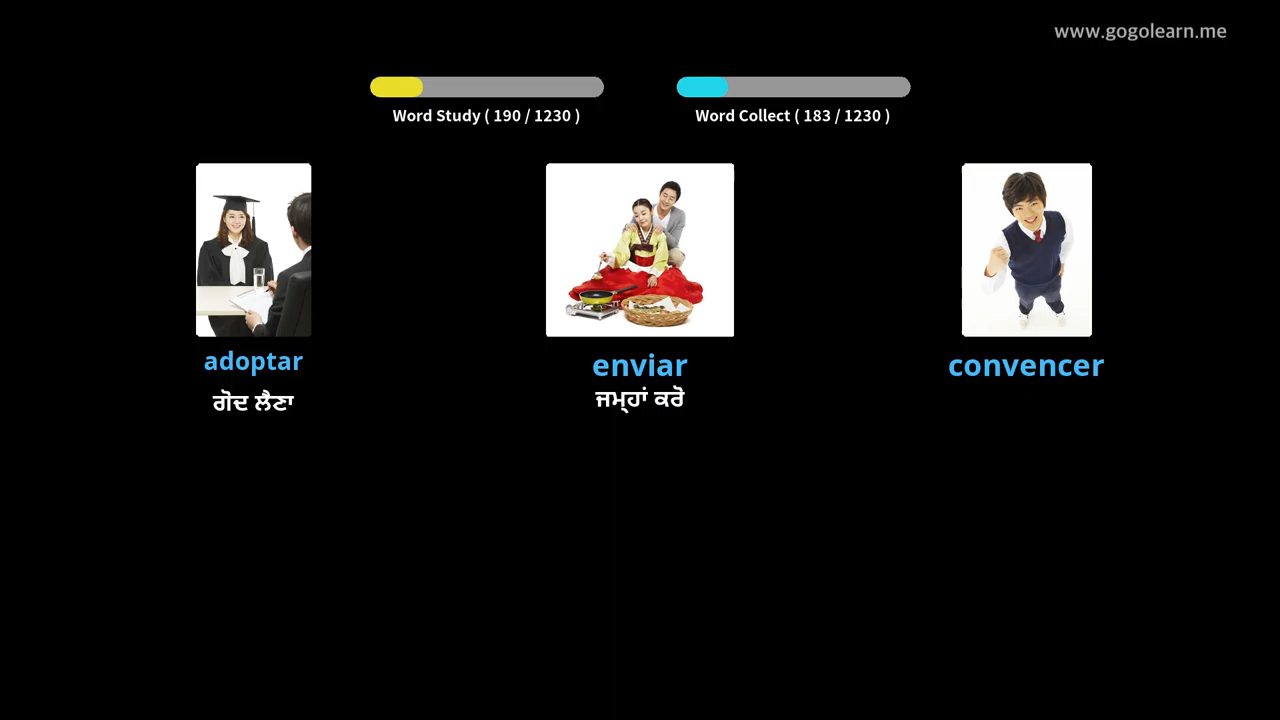 www.gogolearn.me
Word Study ( 190 / 1230 )
Word Collect ( 183 / 1230 )
adoptar
enviar
convencer
ਗੋਦ ਲੈਣਾ
ਜਮ੍ਹਾਂ ਕਰੋ